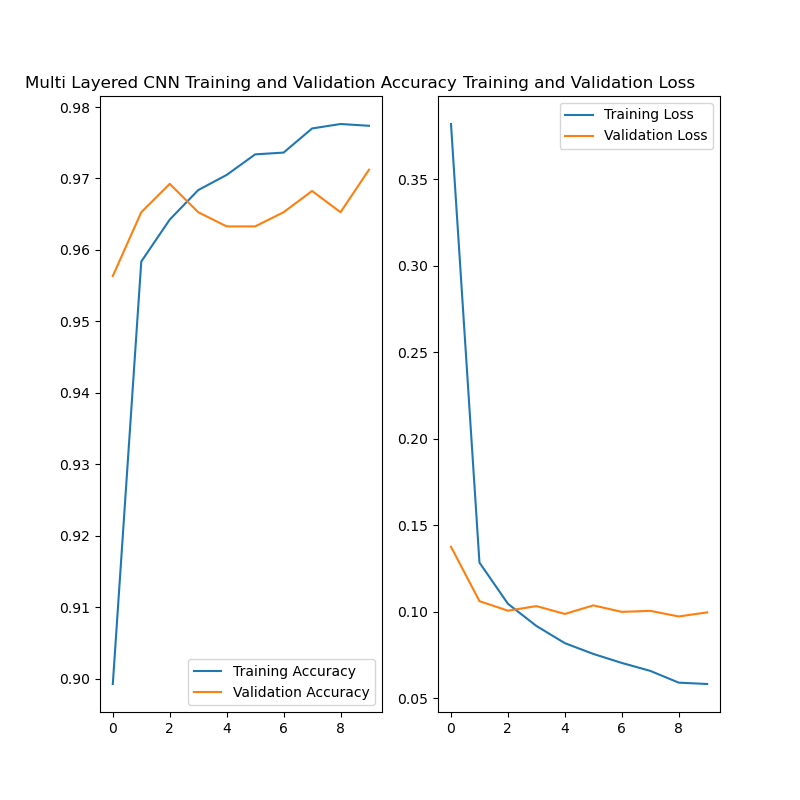 Multi Layered CNN Training and Validation Accuracy
0.98
0.97
0.96
0.95
0.94
0.93
0.92
0.91
0.90
0 2 4 6 8
Training Accuracy
Validation Accuracy
Training and Validation Loss
Training Loss
Validation Loss
0.35
0.30
0.25
0.20
0.15
0.10
0.05
0 2 4 6 8